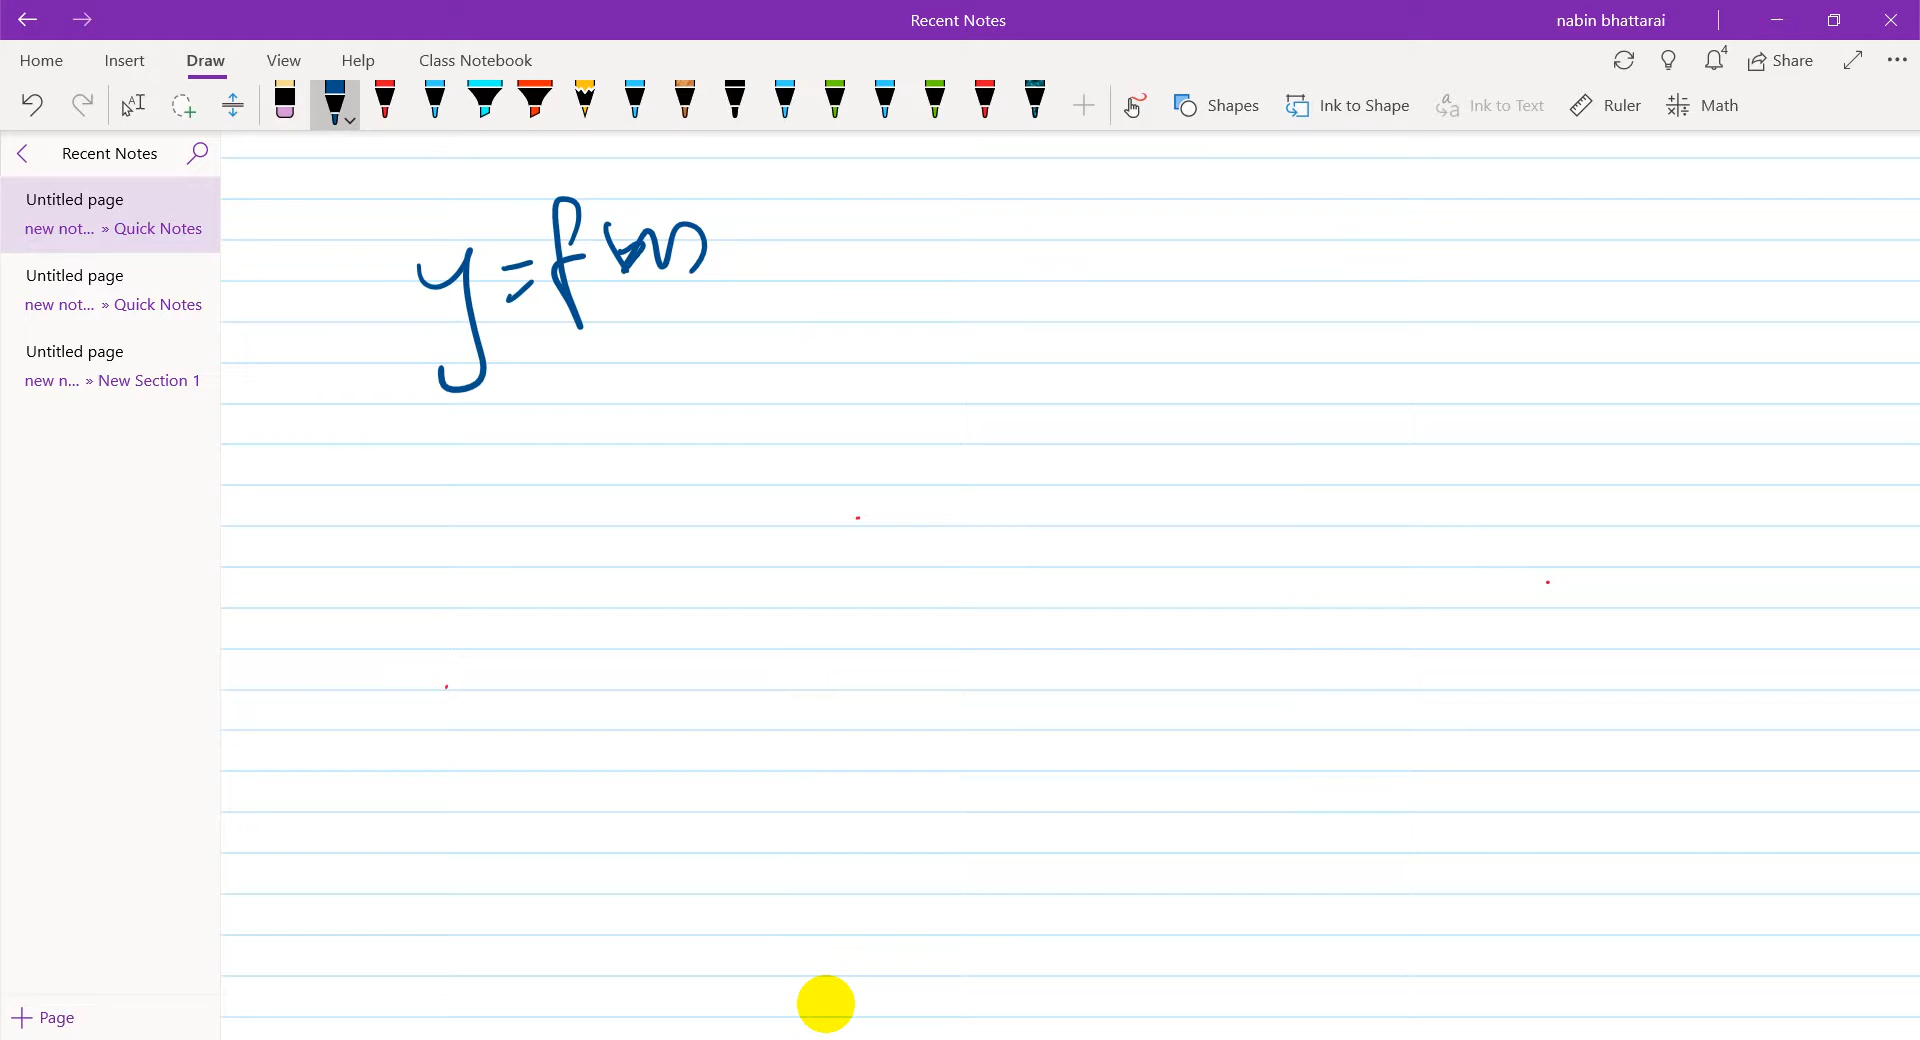 Recent Notes
nabin bhattarai
Home Insert Draw View Help Class Notebook
4 Share
Shapes Ink to Shape Ink to Text Ruler Math
Recent Notes
Untitled page
new not... » Quick Notes
Untitled page
new not... » Quick Notes
Untitled page
new n... » New Section 1
y=f
Page